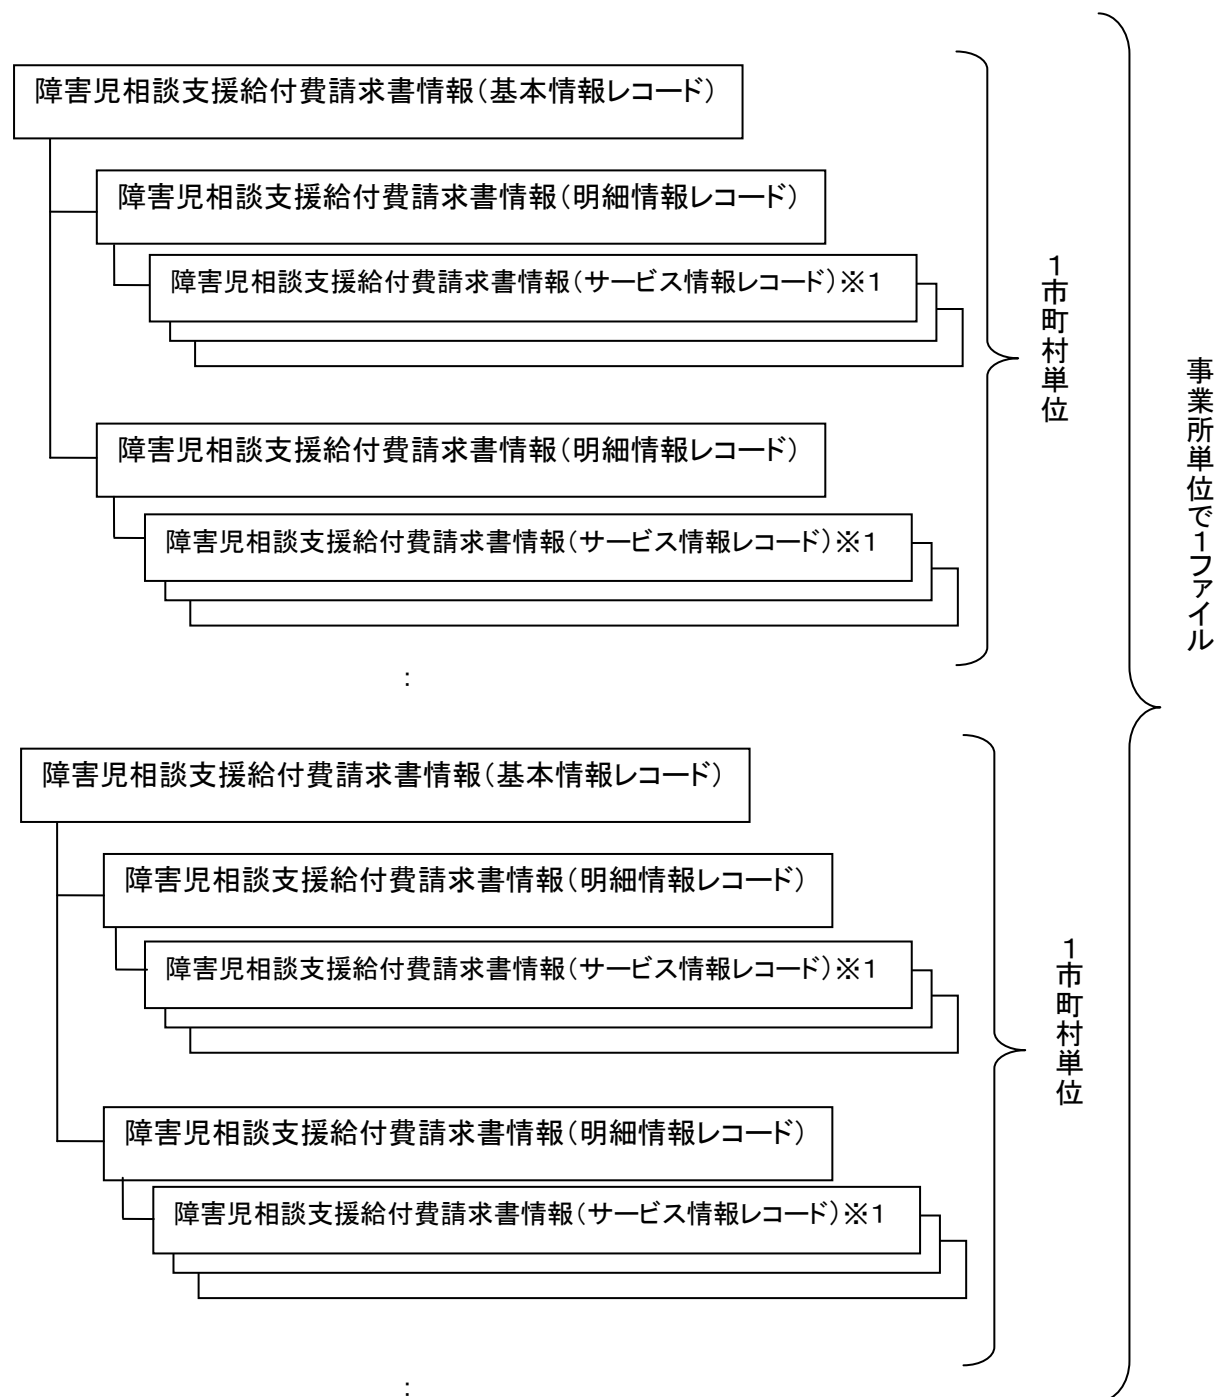 障害児相談支援給付費請求書情報（基本情報レコード）
障害児相談支援給付費請求書情報（明細情報レコード）
障害児相談支援給付費請求書情報（サービス情報レコード）※１
障害児相談支援給付費請求書情報（明細情報レコード）
障害児相談支援給付費請求書情報（サービス情報レコード）※１
：
１市町村単位
障害児相談支援給付費請求書情報（基本情報レコード）
障害児相談支援給付費請求書情報（明細情報レコード）
障害児相談支援給付費請求書情報（サービス情報レコード）※１
障害児相談支援給付費請求書情報（明細情報レコード）
障害児相談支援給付費請求書情報（サービス情報レコード）※１
：
１市町村単位
事業所単位で１ファイル